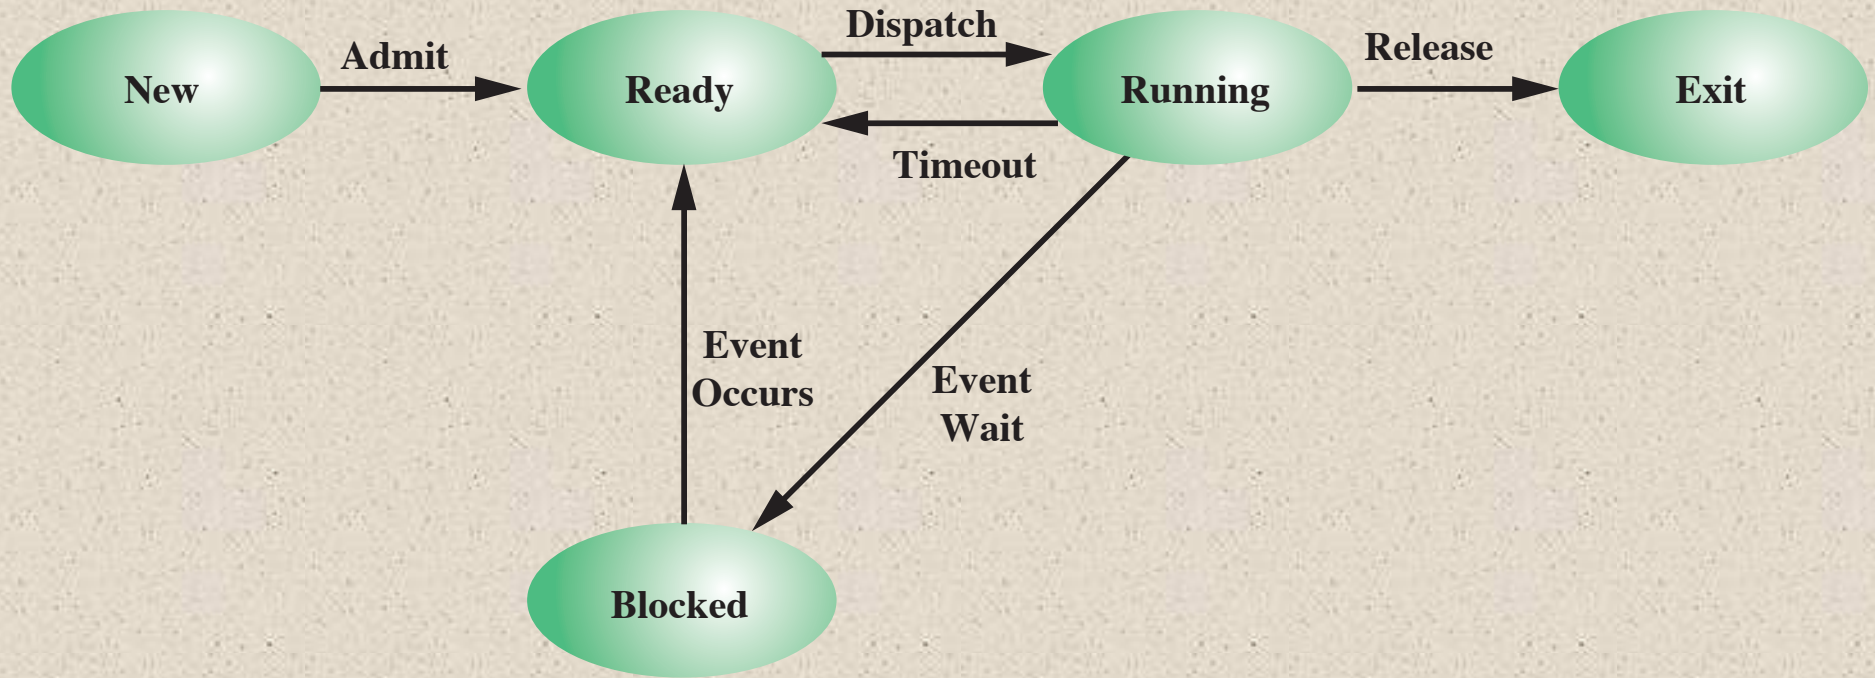 New
Admit
Ready
Dispatch
Timeout
Running
Release
Exit
Event
Occurs
Event
Wait
Blocked